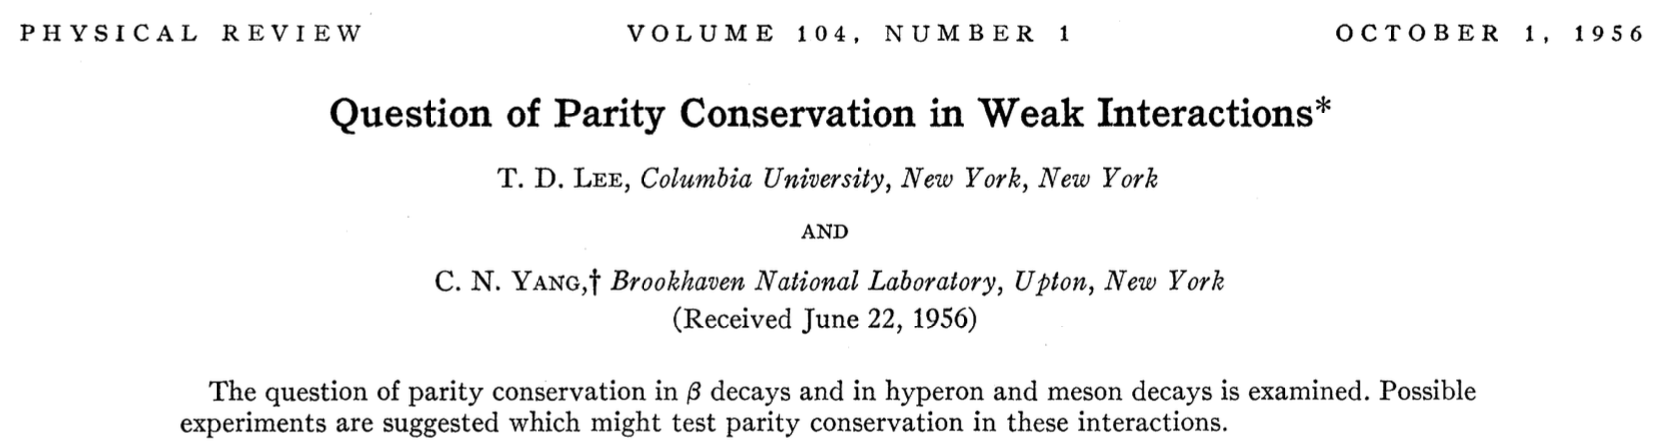 PHYSICAL REVIEW VOLUME 104, NUMBER 1 OCTOBER 1, 1956
Question of Parity Conservation in Weak Interactions*
T. D. LEE, Columbia University, New York, New York
AND
C. N. YANG,† Brookhaven National Laboratory, Upton, New York
(Received June 22, 1956)
The question of parity conservation in β decays and in hyperon and meson decays is examined. Possible
experiments are suggested which might test parity conservation in these interactions.